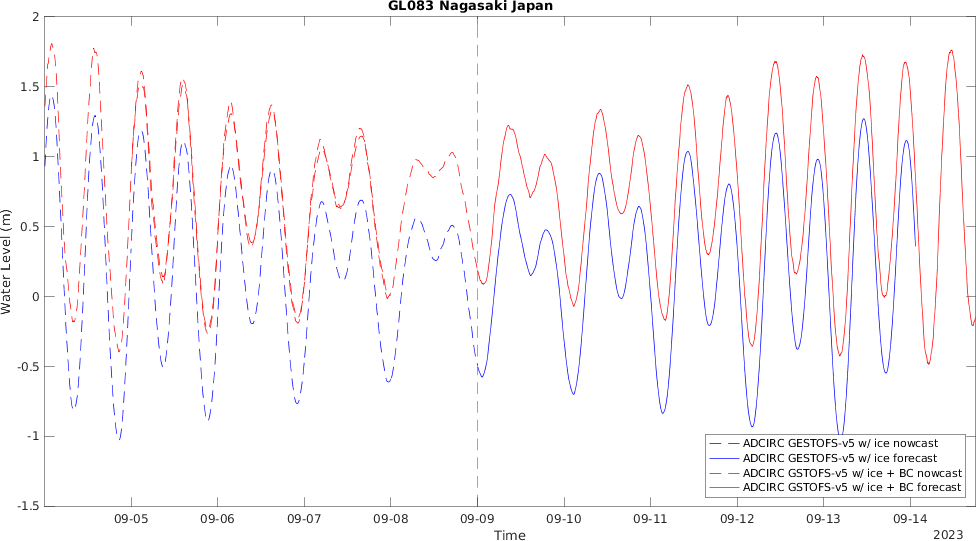 GL083 Nagasaki Japan
2
1.5
1
0.5
0
-0.5
-1
-1.5
Water Level (m)
ADCIRC GESTOFS-v5 w/ ice nowcast
ADCIRC GESTOFS-v5 w/ ice forecast
ADCIRC GSTOFS-v5 w/ ice + BC nowcast
ADCIRC GSTOFS-v5 w/ ice + BC forecast
09-05 09-06 09-07 09-08 09-09 09-10 09-11 09-12 09-13 09-14
Time
2023